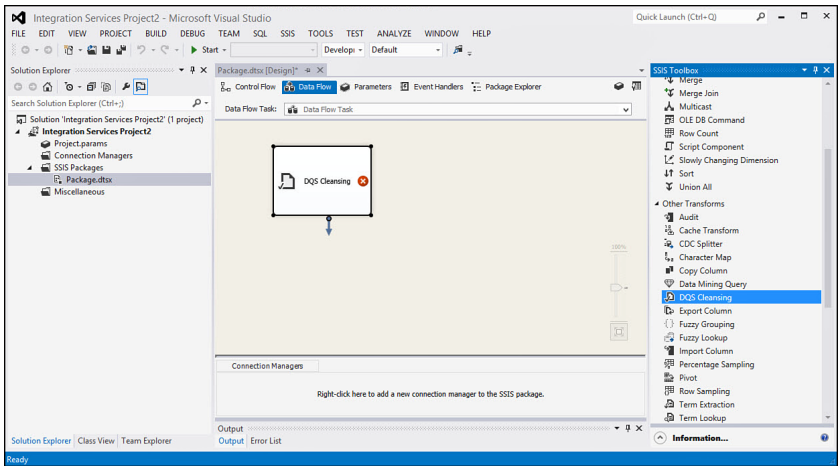 Integration Services Project2 - Microsoft Visual Studio
Quick Launch (Ctrl+Q)
FILE EDIT VIEW PROJECT BUILD DEBUG TEAM SQL SSIS TOOLS TEST ANALYZE WINDOW HELP
Start Developi Default
Solution Explorer
Search Solution Explorer (Ctrl+;)
Solution 'Integration Services Project2' (1 project)
Integration Services Project2
Project.params
Connection Managers
SSIS Packages
Package.dtsx
Miscellaneous
Solution Explorer Class View Team Explorer
Package.dtsx [Design]*
Control Flow Data Flow Parameters Event Handlers Package Explorer
Data Flow Task: Data Flow Task
DQS Cleansing
100%
Connection Managers
Right-click here to add a new connection manager to the SSIS package.
Output
Output Error List
SSIS Toolbox
Merge
Merge Join
Multicast
OLE DB Command
Row Count
Script Component
Slowly Changing Dimension
Sort
Union All
Other Transforms
Audit
Cache Transform
CDC Splitter
Character Map
Copy Column
Data Mining Query
DQS Cleansing
Export Column
Fuzzy Grouping
Fuzzy Lookup
Import Column
Percentage Sampling
Pivot
Row Sampling
Term Extraction
Term Lookup
Information...
Ready